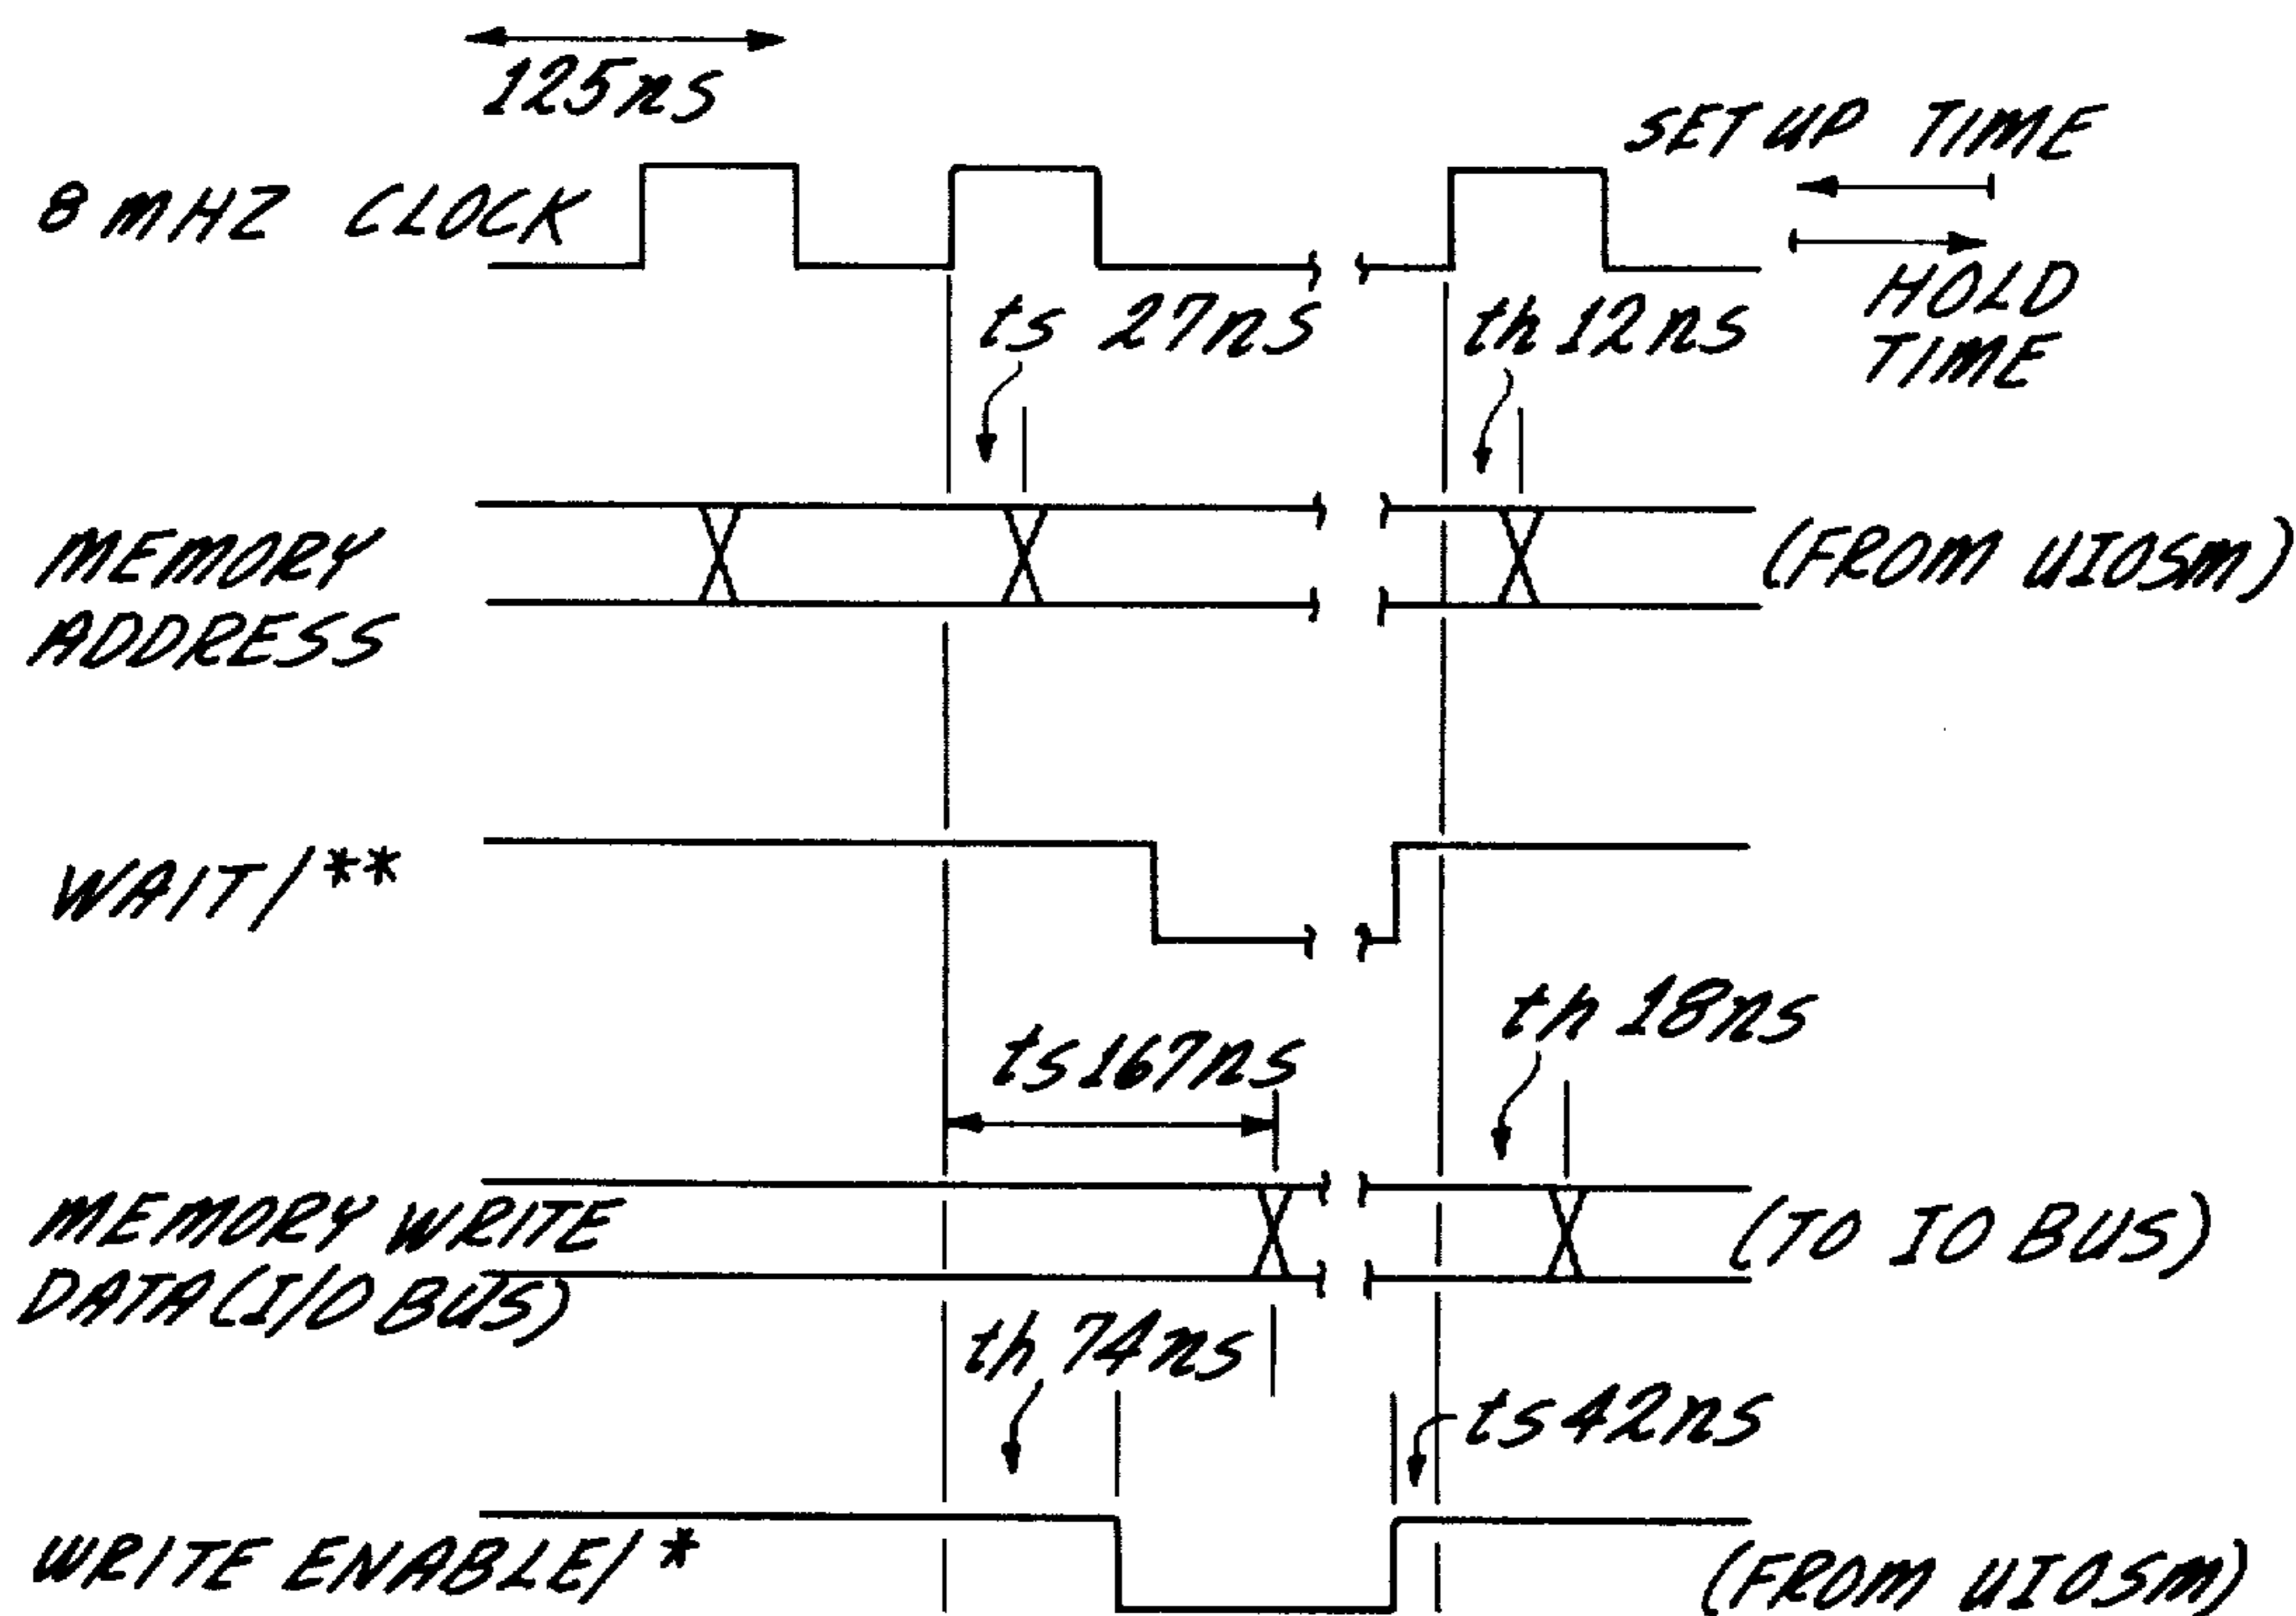 125ns
SET UP TIME
8 MHZ CLOCK
HOLD
TIME
ts 27ns
th 12ns
MEMORY
ADDRESS
(FROM UIOSM)
WAIT/**
th 18ns
ts 167ns
MEMORY WRITE
DATA (I/O BUS)
(TO IO BUS)
th 74ns
ts 42ns
WRITE ENABLE/*
(FROM UIOSM)